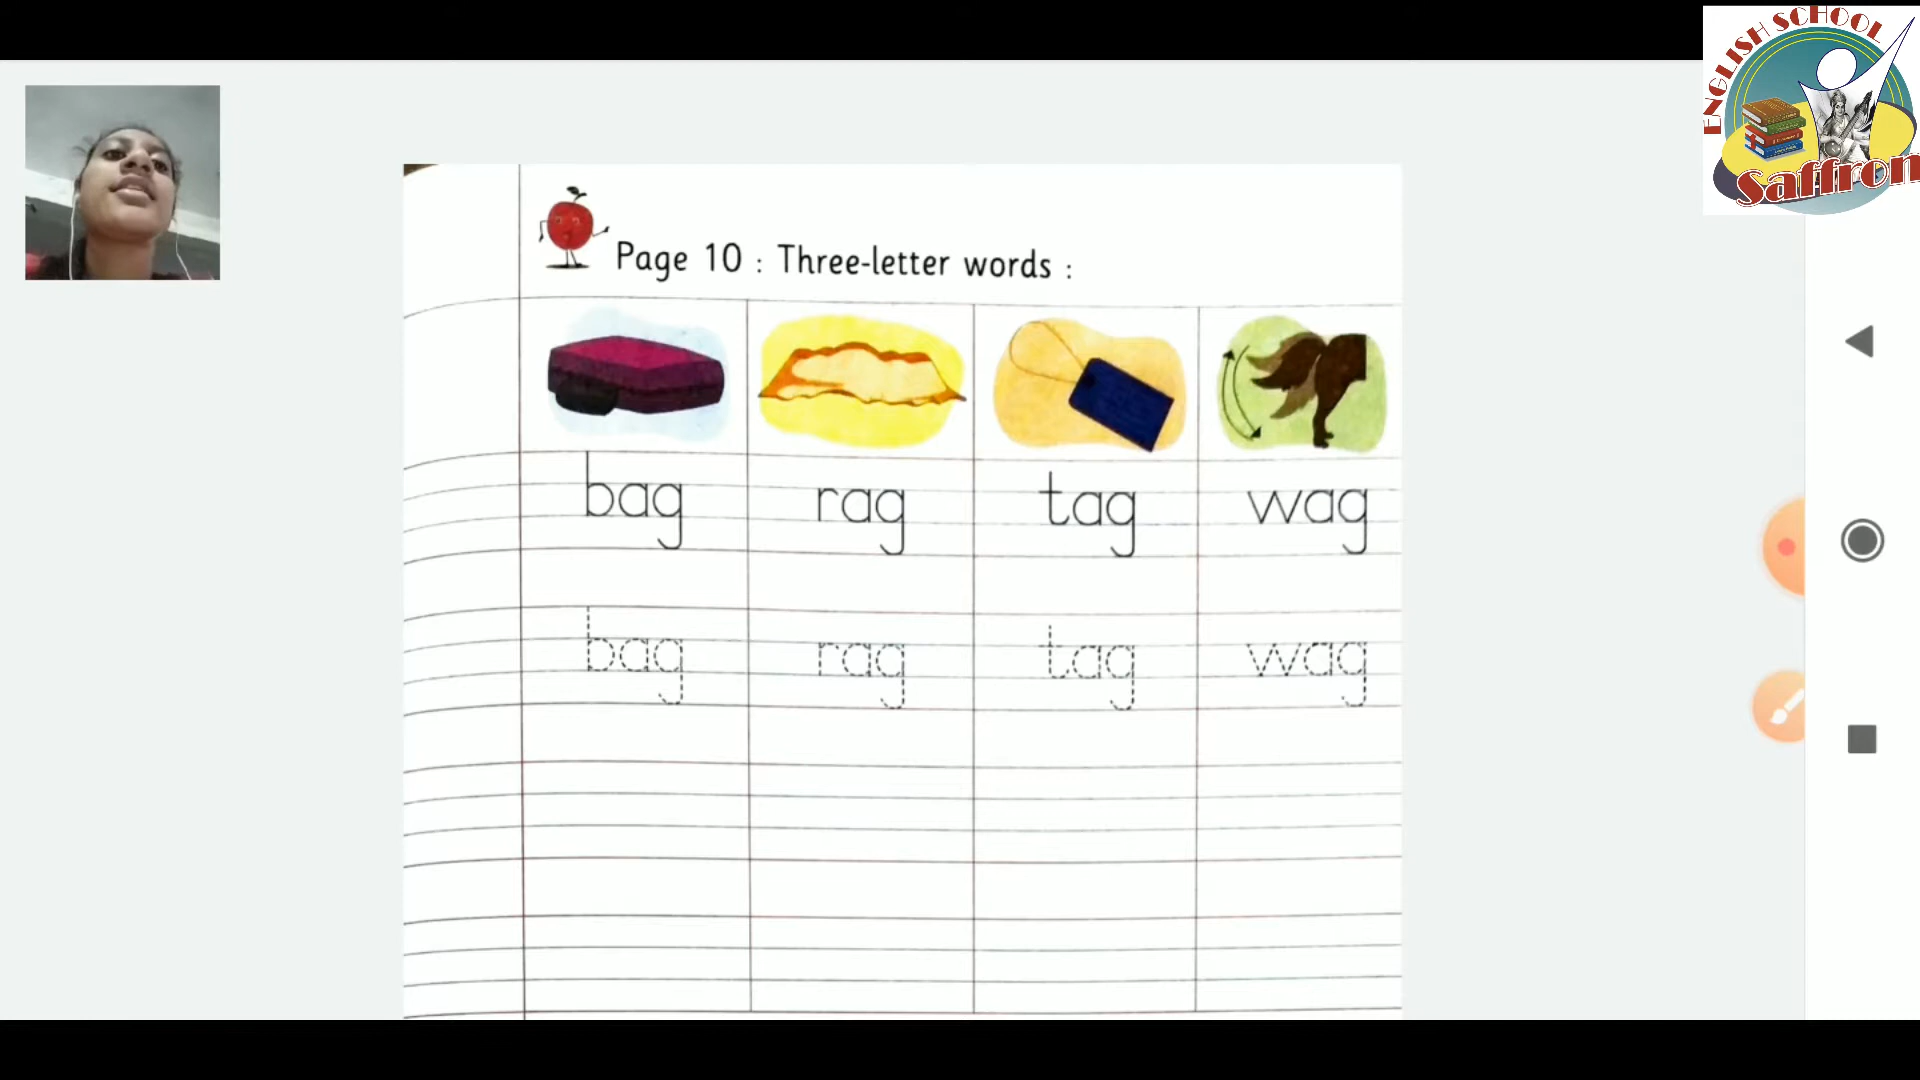 ENGLISH SCHOOL
Saffron
Page 10 : Three-letter words :
bag rag tag wag
bag rag tag wag